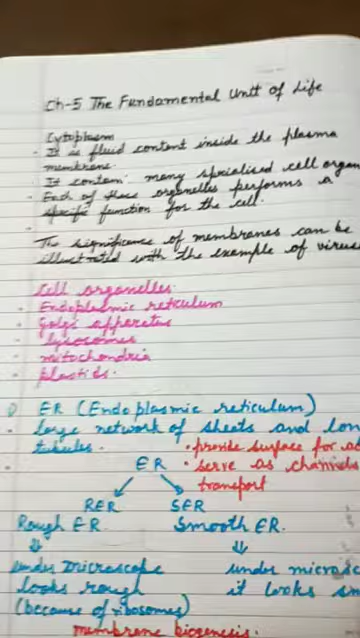 Ch-5 The Fundamental Unit of Life
Cytoplasm
· It is fluid content inside the plasma
membrane.
· It contain many specialised cell organ
· Each of these organelles performs a
specific function for the cell.
· The significance of membranes can be
illustrated with the example of virus
Cell organelles
· Endoplasmic reticulum
· Golgi apparatus
· lysosomes
· mitochondria
· plastids.
ER (Endoplasmic reticulum)
· large network of sheets and lon
tubules.
· provide surface for
ER
· serve as channels
transport
RER SER
Rough ER. Smooth ER.
⇓ ⇓
under microscope under microsc
looks rough it looks sm
(because of ribosomes)
membrane biogenesis.